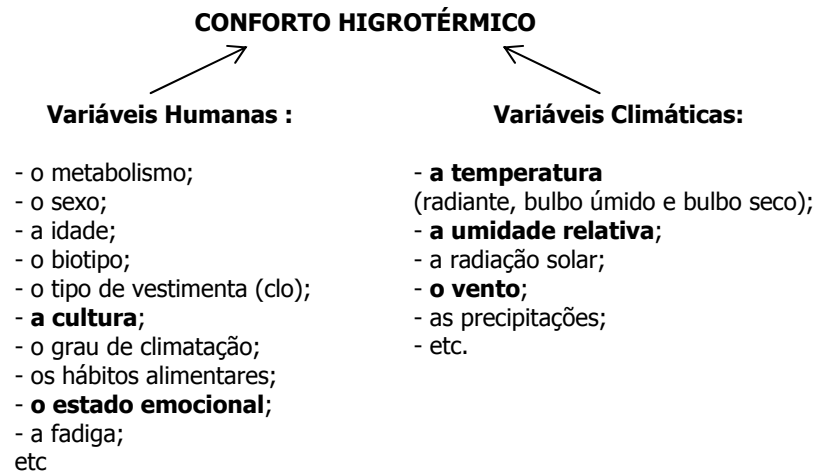 CONFORTO HIGROTÉRMICO
Variáveis Humanas :
- o metabolismo;
- o sexo;
- a idade;
- o biotipo;
- o tipo de vestimenta (clo);
- a cultura;
- o grau de climatação;
- os hábitos alimentares;
- o estado emocional;
- a fadiga;
etc
Variáveis Climáticas:
- a temperatura
(radiante, bulbo úmido e bulbo seco);
- a umidade relativa;
- a radiação solar;
- o vento;
- as precipitações;
- etc.